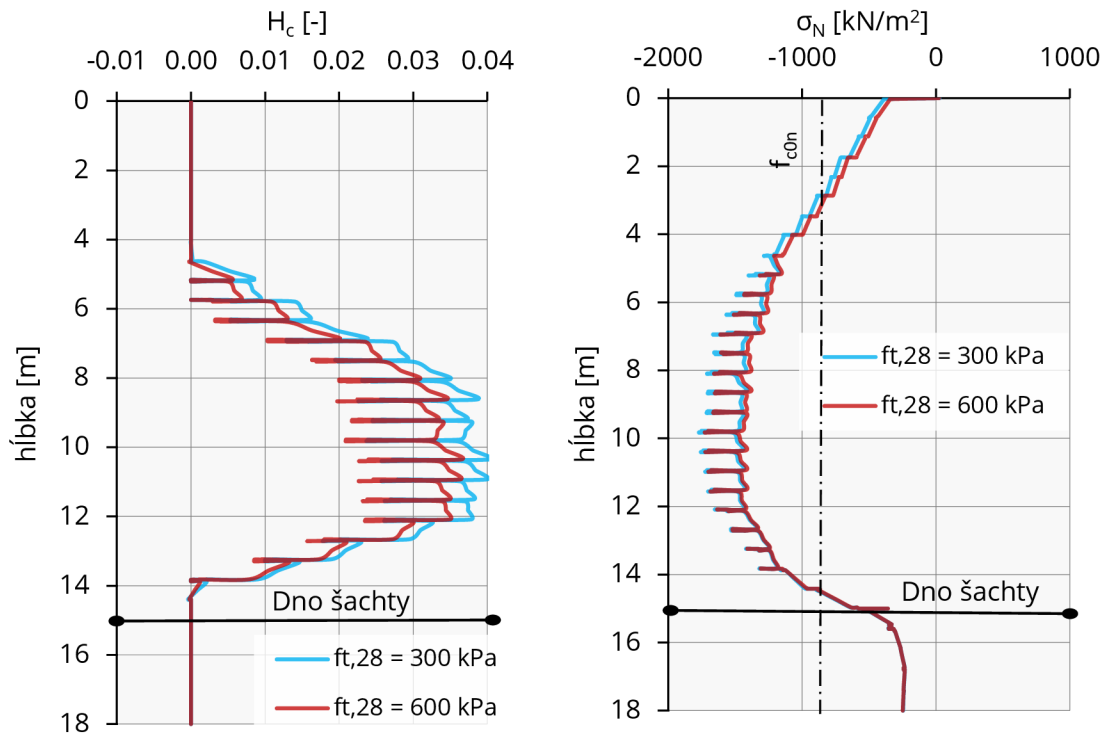 H_c [-]
-0.01 0.00 0.01 0.02 0.03 0.04
0
2
4
6
8
10
12
14
16
18
hĺbka [m]
Dno šachty
ft,28 = 300 kPa
ft,28 = 600 kPa
σ_N [kN/m²]
-2000 -1000 0 1000
0
2
4
6
8
10
12
14
16
18
hĺbka [m]
f_c0n
ft,28 = 300 kPa
ft,28 = 600 kPa
Dno šachty